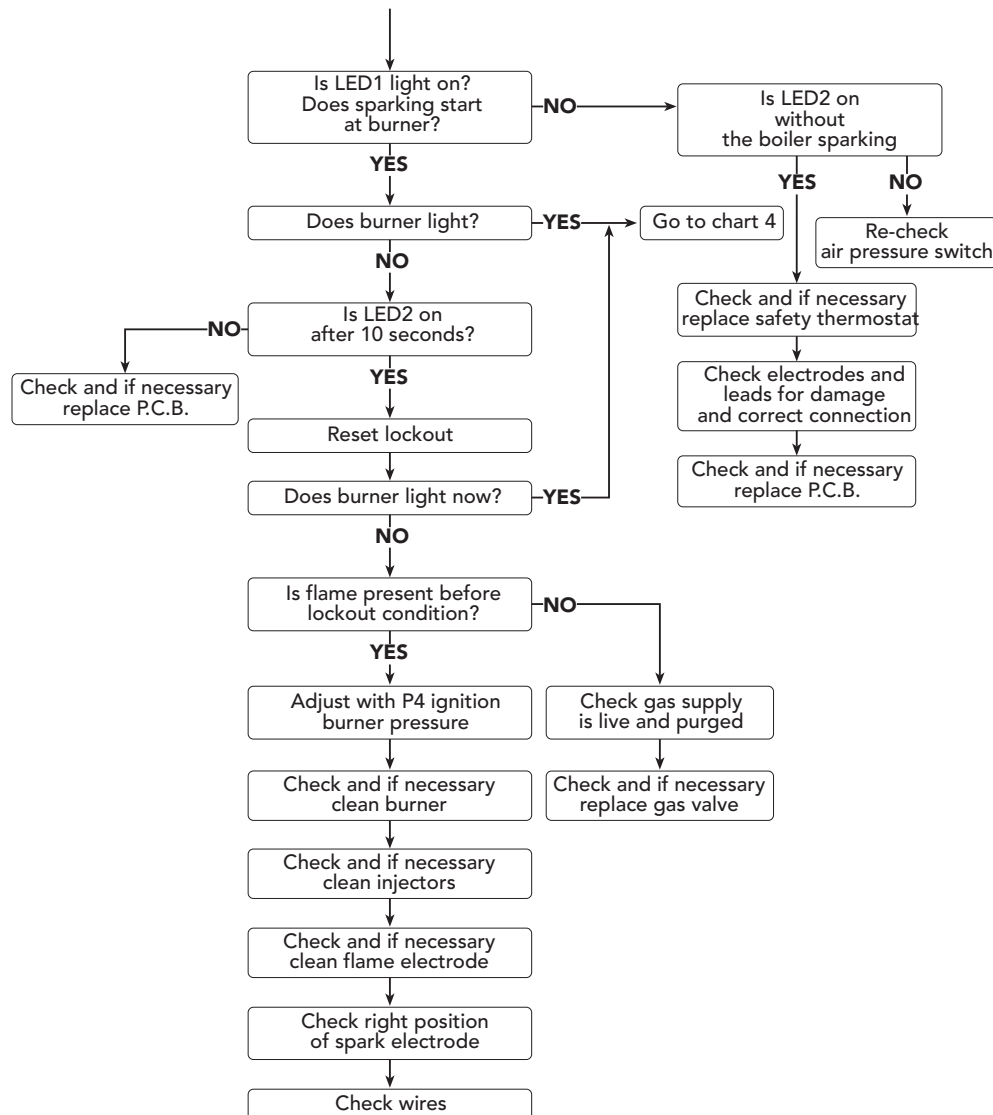 Is LED1 light on?
Does sparking start
at burner?
NO
Is LED2 on
without
the boiler sparking
YES
YES
NO
Does burner light?
YES
Go to chart 4
Re-check
air pressure switch
NO
Is LED2 on
after 10 seconds?
NO
Check and if necessary
replace safety thermostat
YES
Check and if necessary
replace P.C.B.
Check electrodes and
leads for damage
and correct connection
Reset lockout
Check and if necessary
replace P.C.B.
Does burner light now?
YES
NO
Is flame present before
lockout condition?
NO
YES
Adjust with P4 ignition
burner pressure
Check gas supply
is live and purged
Check and if necessary
clean burner
Check and if necessary
replace gas valve
Check and if necessary
clean injectors
Check and if necessary
clean flame electrode
Check right position
of spark electrode
Check wires